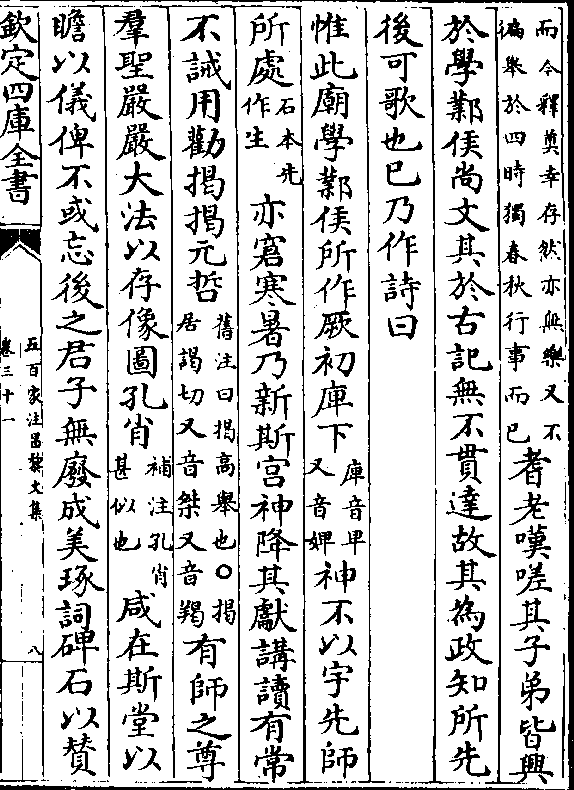 而今釋奠幸存然亦無樂又不
徧舉於四時獨春秋行事而已
耆老嘆嗟其子弟皆興
於學鄴侯尚文其於古記無不貫達故其為政知所先
後可歌也已乃作詩曰
惟此廟學鄴侯所作厥初庳下
庳音卑
又音婢
神不以宇先師
所處
石本先
作生
亦窘寒暑乃新斯宫神降其獻講讀有常
不誡用勸揭揭元哲
舊注曰揭高舉也○揭
居謁切又音桀又音羯
有師之尊
羣聖嚴嚴大法以存像圖孔肖
補注孔肖
甚似也
咸在斯堂以
瞻以儀俾不或忘後之君子無廢成美琢詞碑石以賛
欽定四庫全書
五百家注昌黎文集
卷三十一
八